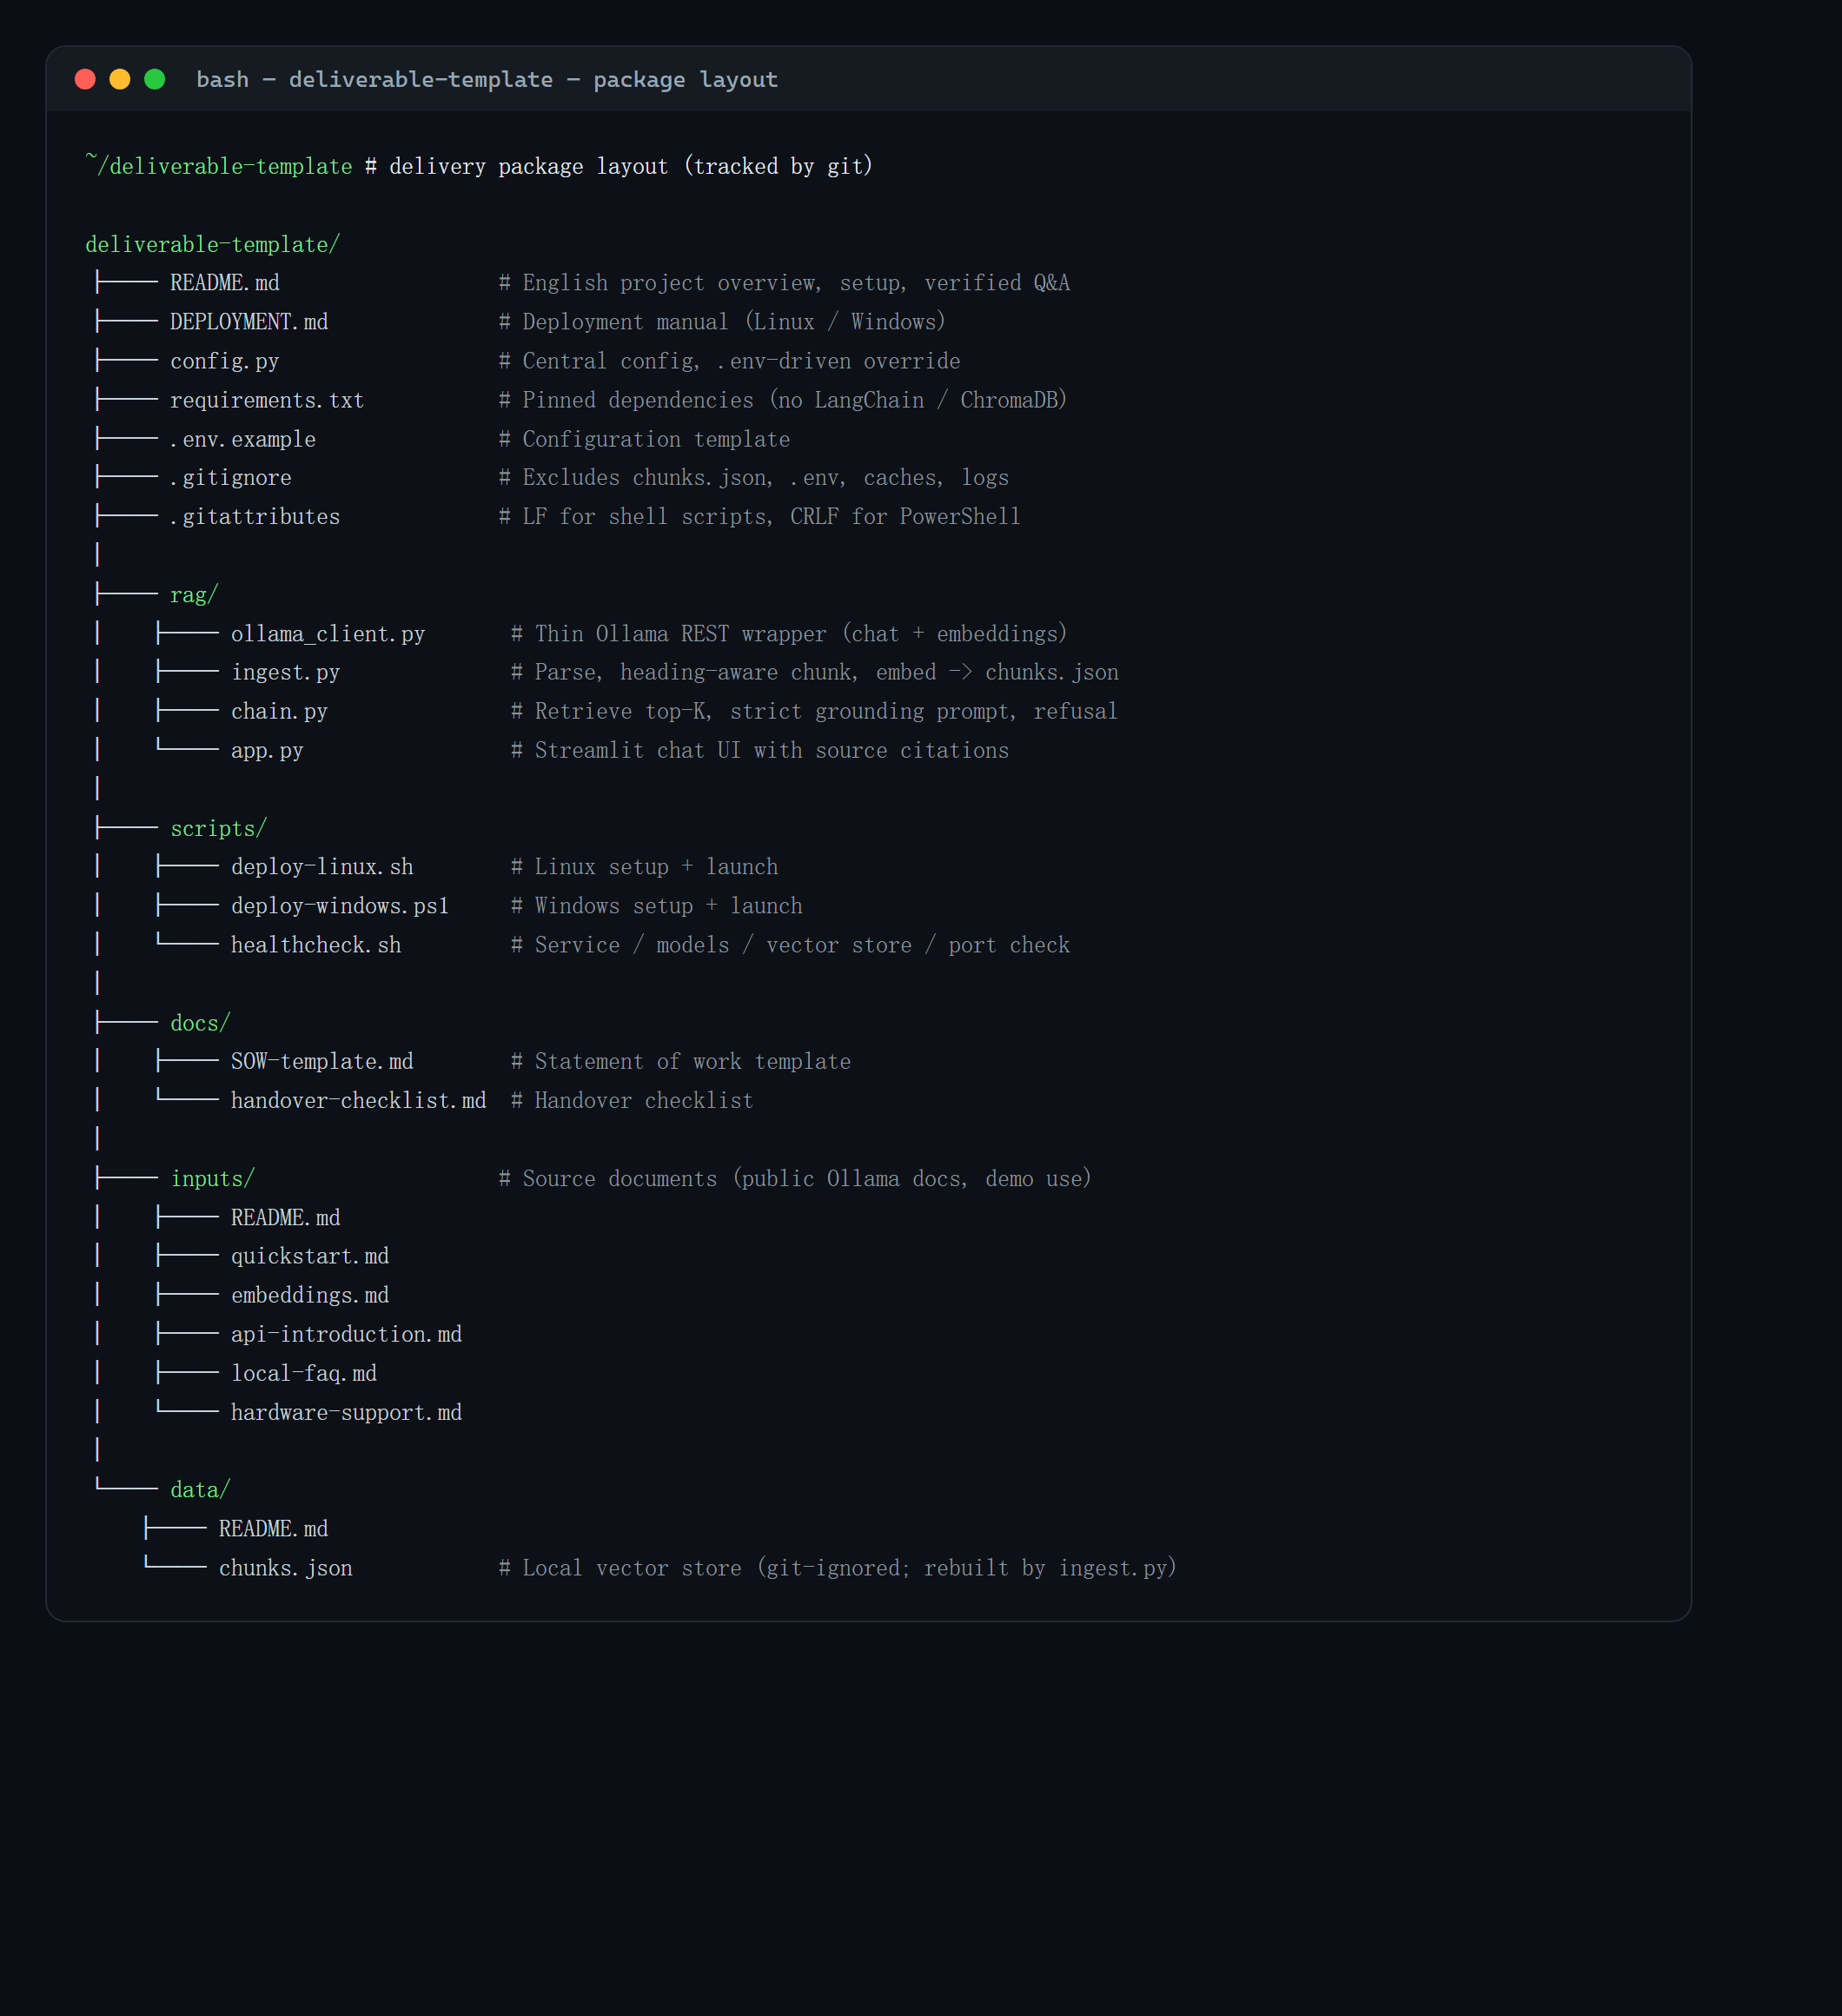 bash — deliverable-template — package layout
~/deliverable-template # delivery package layout (tracked by git)
deliverable-template/
├── README.md # English project overview, setup, verified Q&A
├── DEPLOYMENT.md # Deployment manual (Linux / Windows)
├── config.py # Central config, .env-driven override
├── requirements.txt # Pinned dependencies (no LangChain / ChromaDB)
├── .env.example # Configuration template
├── .gitignore # Excludes chunks.json, .env, caches, logs
├── .gitattributes # LF for shell scripts, CRLF for PowerShell
│
├── rag/
│   ├── ollama_client.py # Thin Ollama REST wrapper (chat + embeddings)
│   ├── ingest.py # Parse, heading-aware chunk, embed -> chunks.json
│   ├── chain.py # Retrieve top-K, strict grounding prompt, refusal
│   └── app.py # Streamlit chat UI with source citations
│
├── scripts/
│   ├── deploy-linux.sh # Linux setup + launch
│   ├── deploy-windows.ps1 # Windows setup + launch
│   └── healthcheck.sh # Service / models / vector store / port check
│
├── docs/
│   ├── SOW-template.md # Statement of work template
│   └── handover-checklist.md # Handover checklist
│
├── inputs/ # Source documents (public Ollama docs, demo use)
│   ├── README.md
│   ├── quickstart.md
│   ├── embeddings.md
│   ├── api-introduction.md
│   ├── local-faq.md
│   └── hardware-support.md
│
└── data/
    ├── README.md
    └── chunks.json # Local vector store (git-ignored; rebuilt by ingest.py)